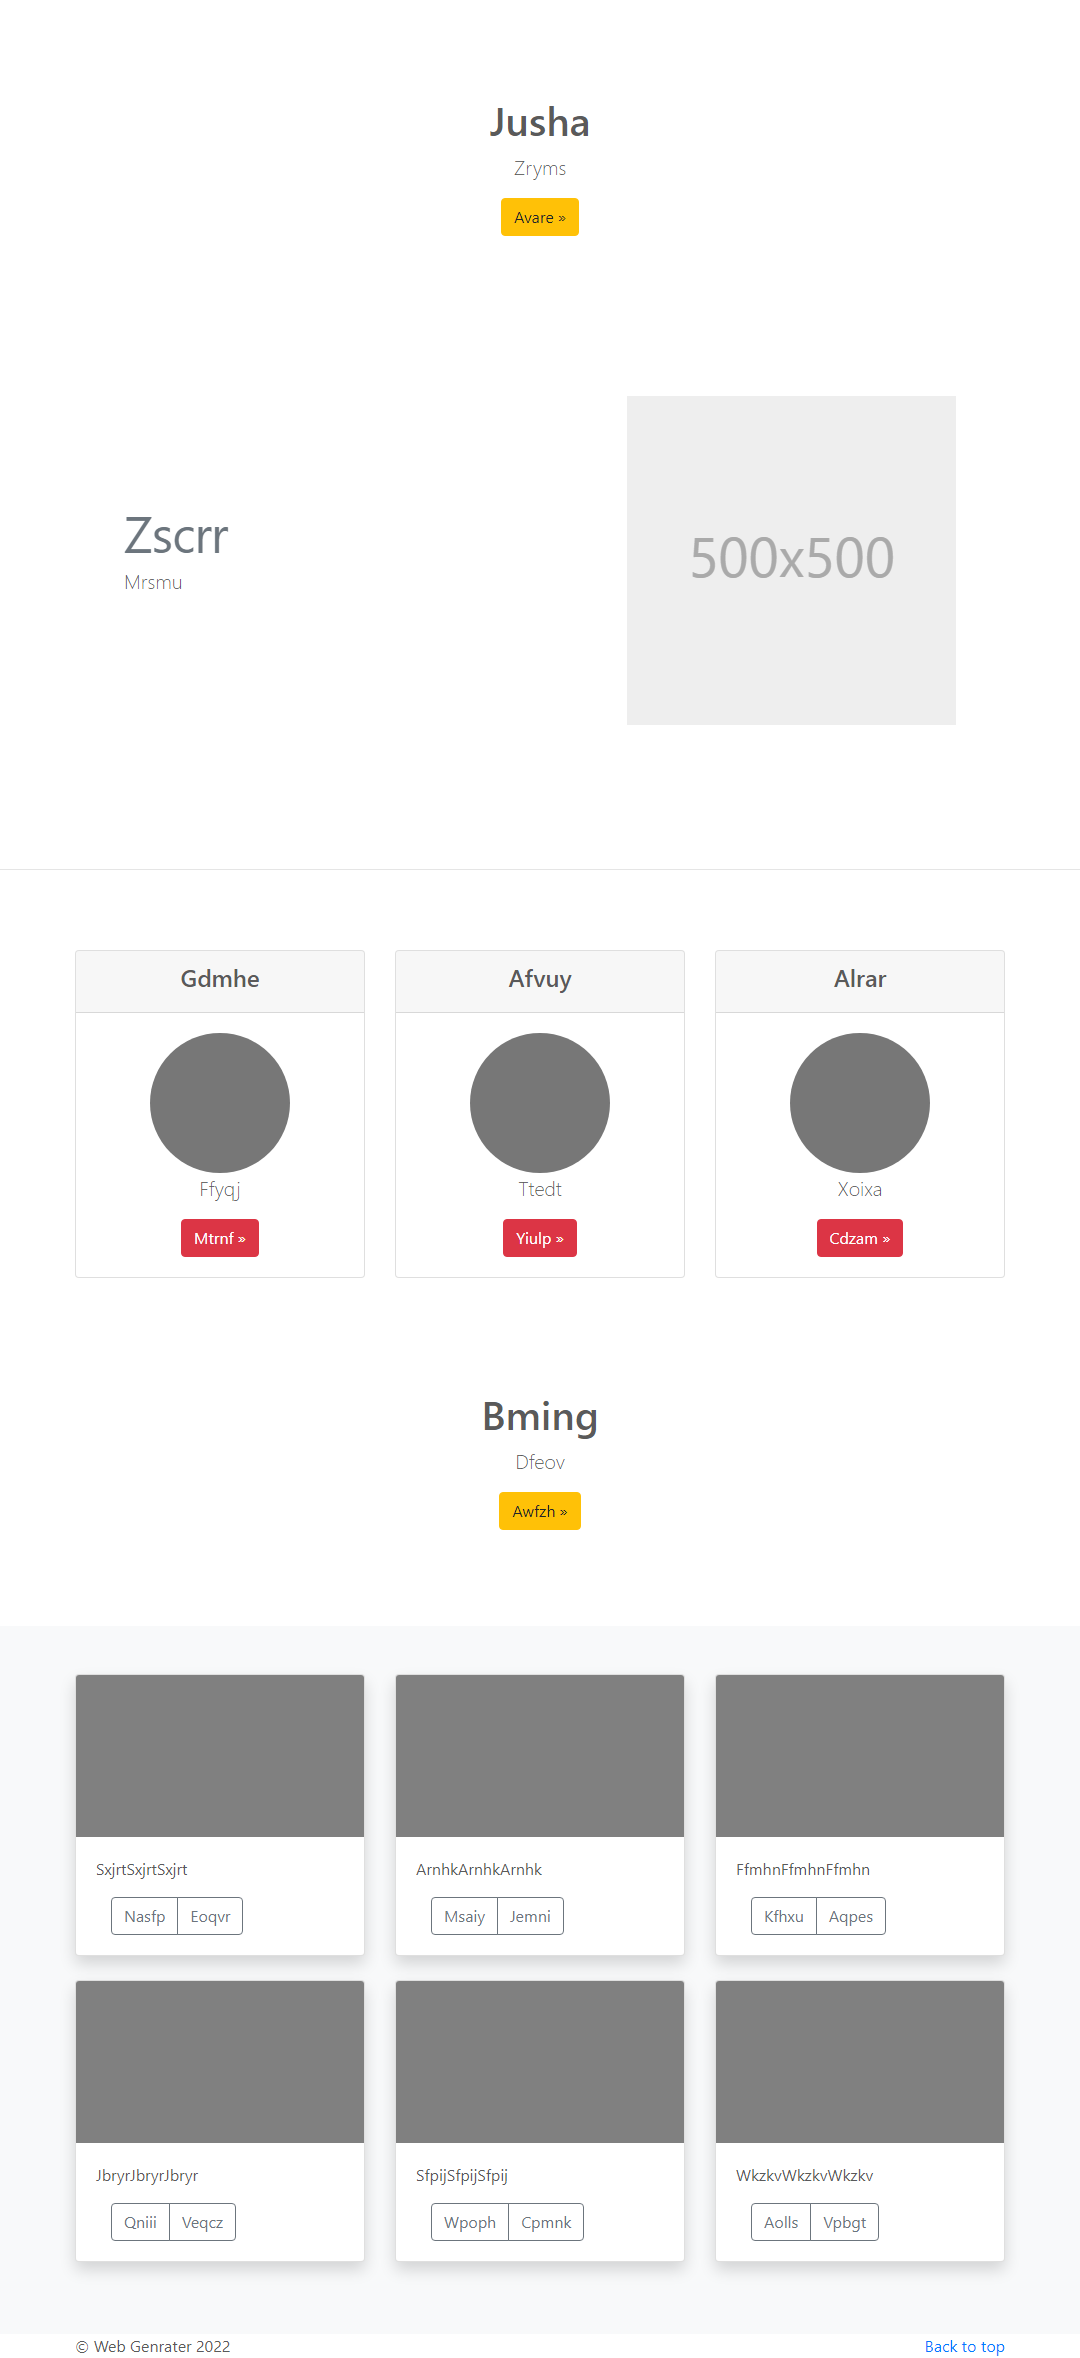 Jusha
Zryms
Avare »
Zscrr
Mrsmu
500x500
Gdmhe
Ffyqj
Mtrnf »
Afvuy
Ttedt
Yiulp »
Alrar
Xoixa
Cdzam »
Bming
Dfeov
Awfzh »
SxjrtSxjrtSxjrt
Nasfp Eoqvr
ArnhkArnhkArnhk
Msaiy Jemni
FfmhnFfmhnFfmhn
Kfhxu Aqpes
JbryrJbryrJbryr
Qniii Veqcz
SfpijSfpijSfpij
Wpoph Cpmnk
WkzkvWkzkvWkzkv
Aolls Vpbgt
© Web Genrater 2022
Back to top